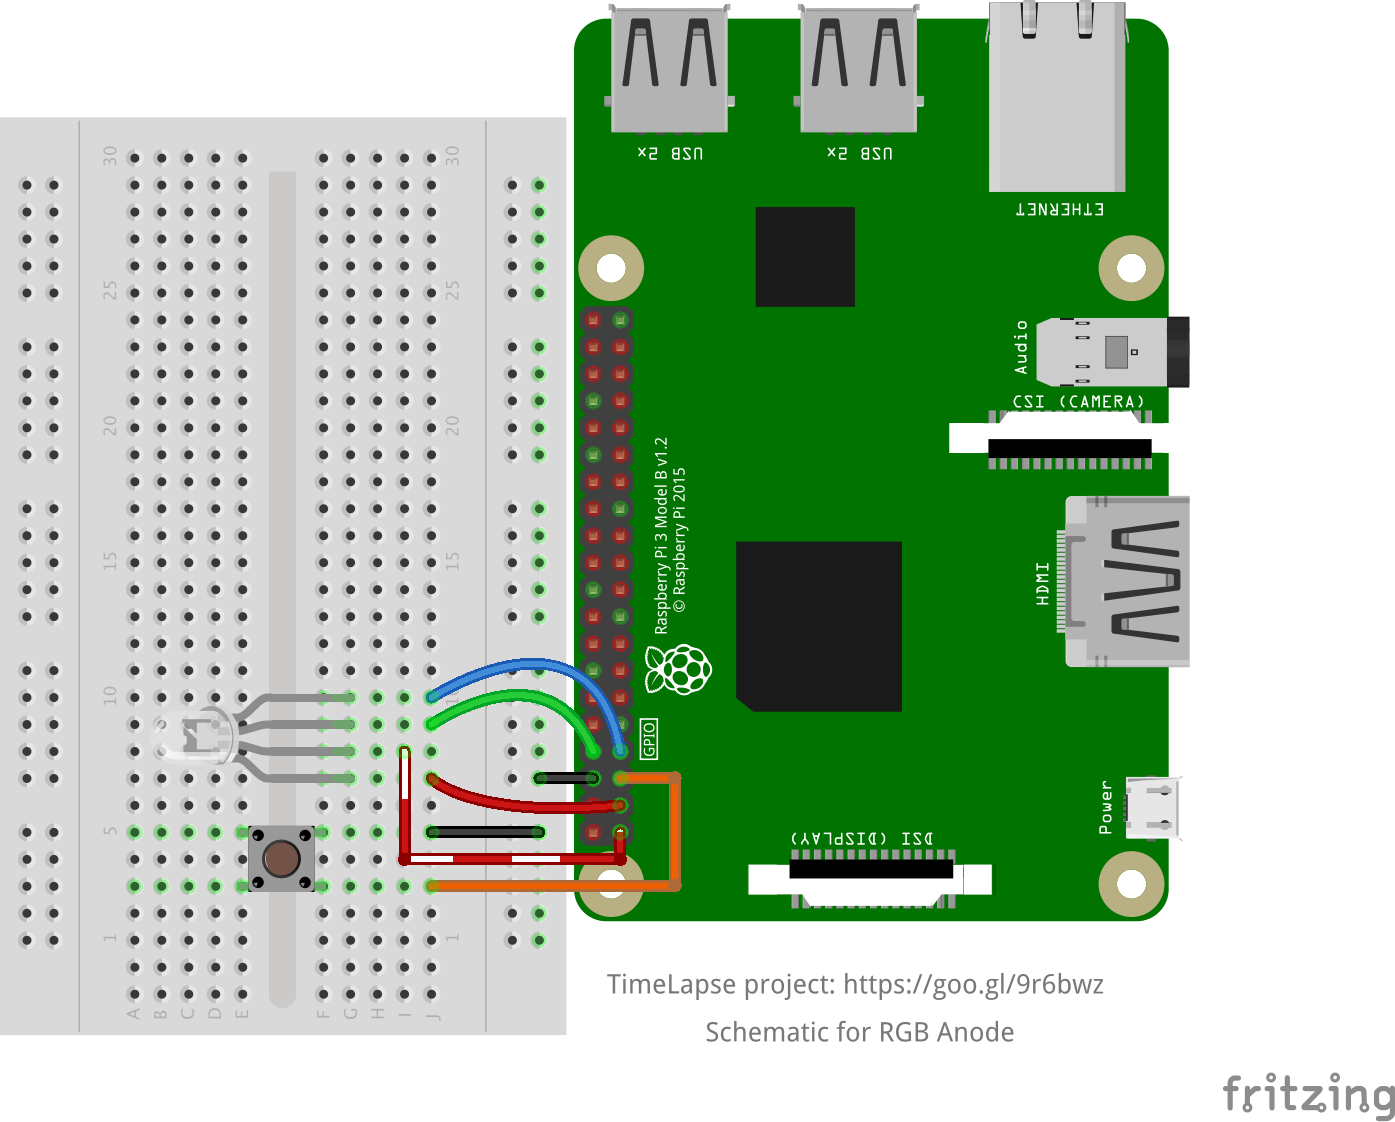 USB 2x
USB 2x
ETHERNET
30
30
25
25
Audio
CSI (CAMERA)
20
20
Raspberry Pi 3 Model B v1.2
© Raspberry Pi 2015
15
15
HDMI
10
1
GPIO
Power
5
DSI (DISPLAY)
1
1
A B C D E F G H I J
TimeLapse project: https://goo.gl/9r6bwz
Schematic for RGB Anode
fritzing